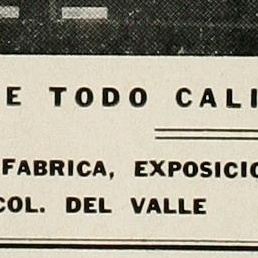 E TODO CALI
FABRICA, EXPOSICIO
COL. DEL VALLE